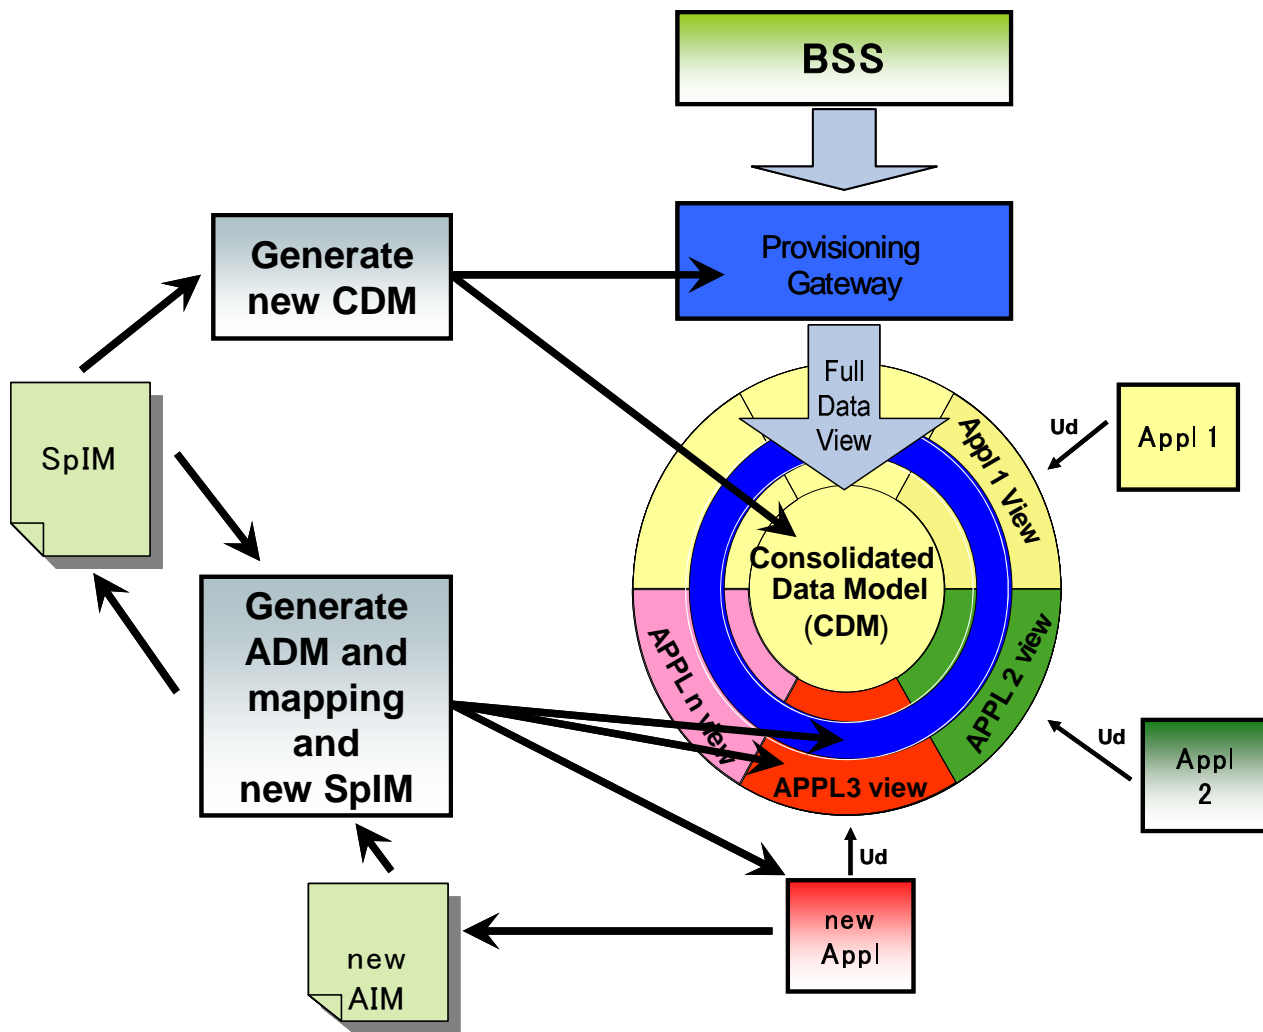 BSS
Provisioning
Gateway
Generate
new CDM
Full
Data
View
SpIM
Appl 1 View
Ud
Appl 1
Consolidated
Data Model
(CDM)
Generate
ADM and
mapping
and
new SpIM
APPL n view
APPL 2 view
APPL3 view
Ud
Appl
2
Ud
new
Appl
new
AIM